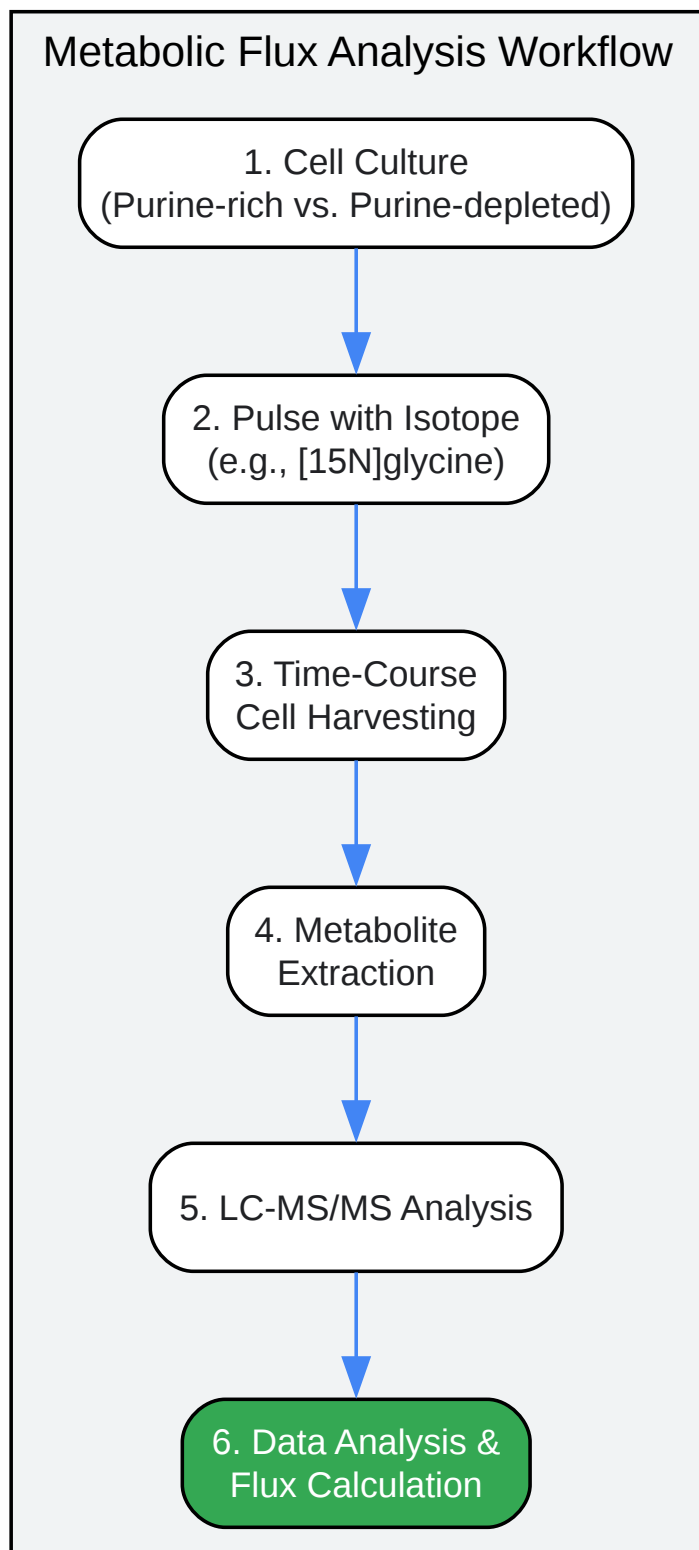 Metabolic Flux Analysis Workflow
1. Cell Culture
(Purine-rich vs. Purine-depleted)
2. Pulse with Isotope
(e.g., [15N]glycine)
3. Time-Course
Cell Harvesting
4. Metabolite
Extraction
5. LC-MS/MS Analysis
6. Data Analysis &
Flux Calculation